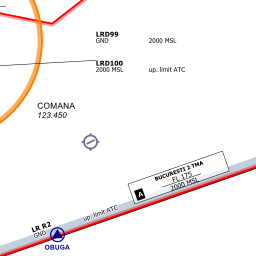 LRD99
GND 2000 MSL
LRD100
2000 MSL up. limit ATC
COMANA
123.450
BUCURESTI 2 TMA
A FL 175
2000 MSL
up. limit ATC
LR R2
GND
OBUGA